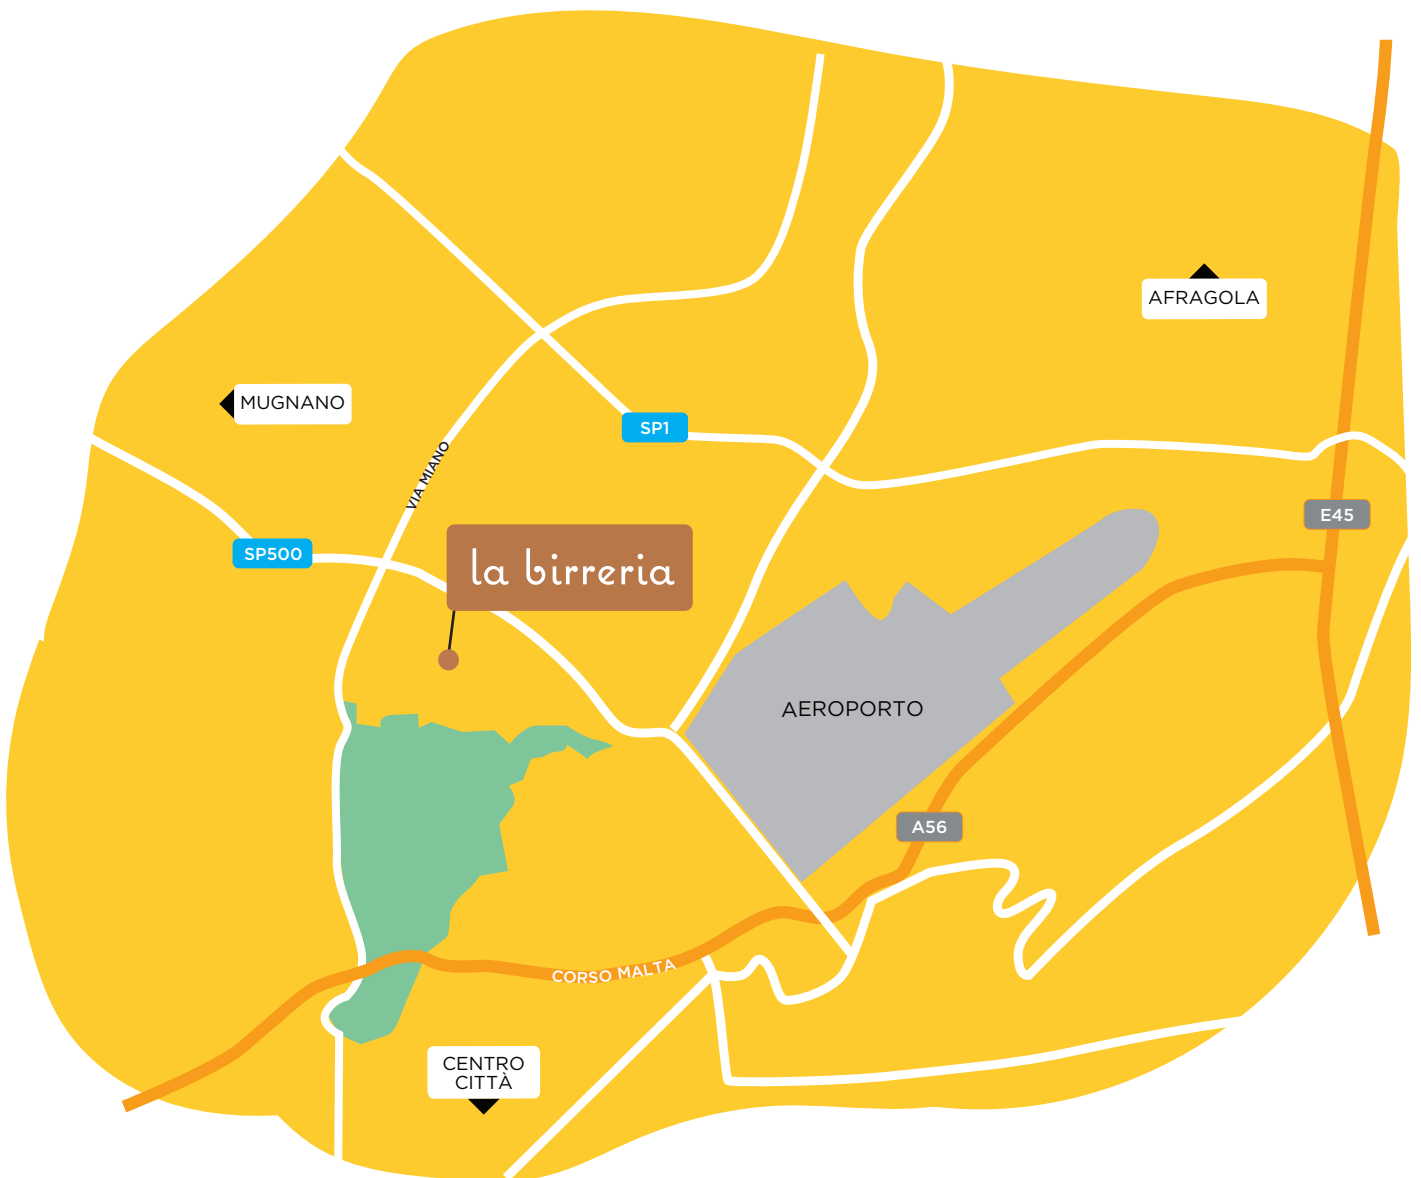 AFRAGOLA
MUGNANO
SP1
VIA MIANO
E45
SP500
la birreria
AEROPORTO
A56
CORSO MALTA
CENTRO
CITTÀ